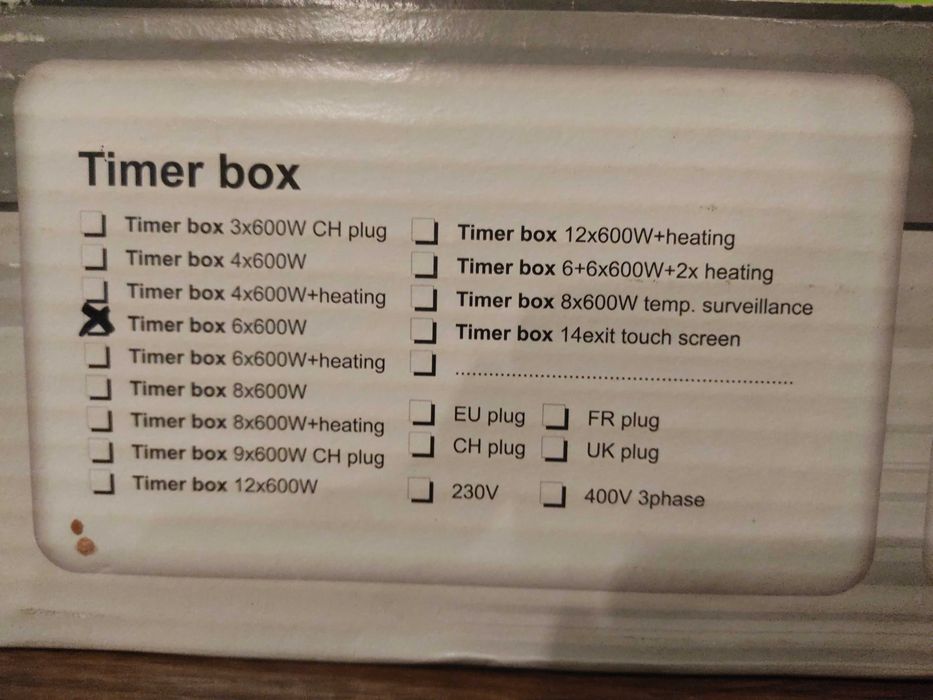 Timer box
Timer box 3x600W CH plug
Timer box 4x600W
Timer box 4x600W+heating
Timer box 6x600W
Timer box 6x600W+heating
Timer box 8x600W
Timer box 8x600W+heating
Timer box 9x600W CH plug
Timer box 12x600W
Timer box 12x600W+heating
Timer box 6+6x600W+2x heating
Timer box 8x600W temp. surveillance
Timer box 14exit touch screen
................................................................
EU plug FR plug
CH plug UK plug
230V 400V 3phase